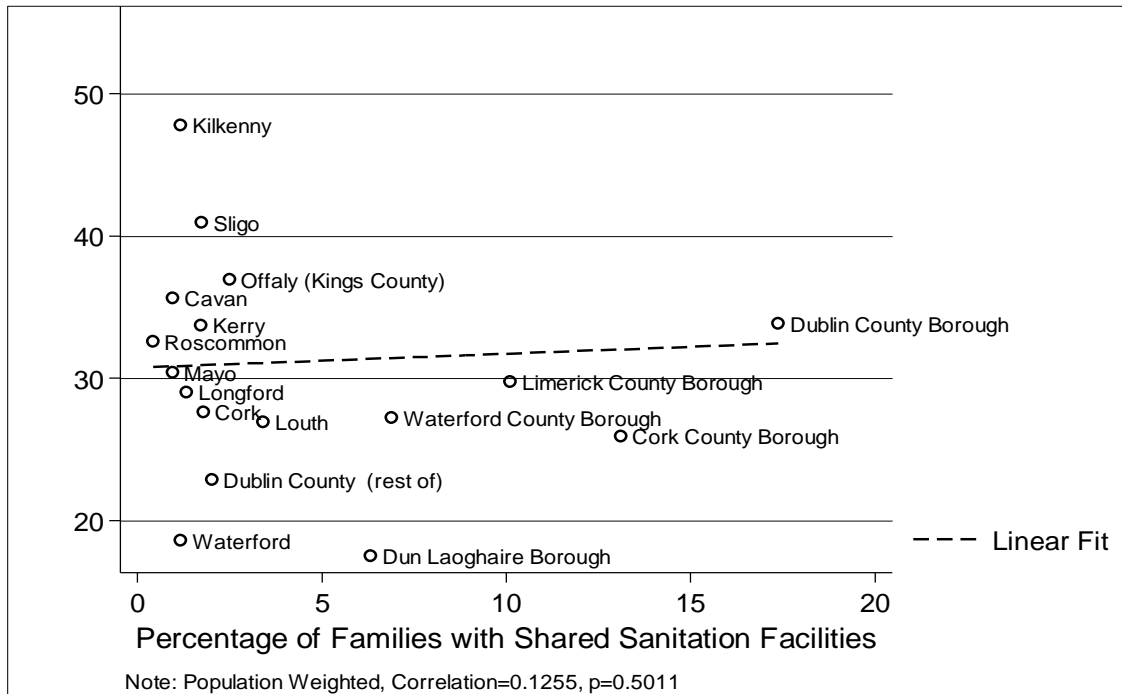 50
Kilkenny
Sligo
40
Offaly (Kings County)
Cavan
Kerry
Dublin County Borough
Roscommon
Mayo
30
Limerick County Borough
Longford
Cork
Waterford County Borough
Louth
Cork County Borough
Dublin County  (rest of)
20
Waterford
Linear Fit
Dun Laoghaire Borough
0 5 10 15 20
Percentage of Families with Shared Sanitation Facilities
Note: Population Weighted, Correlation=0.1255, p=0.5011